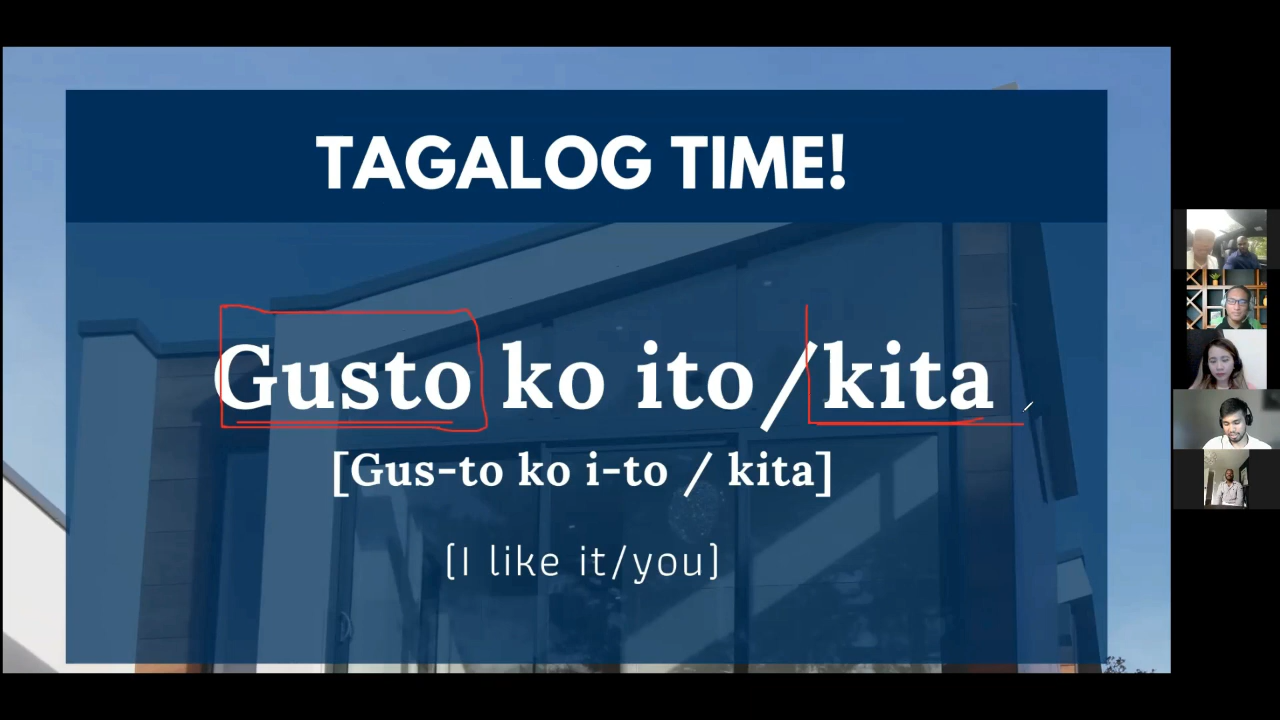 TAGALOG TIME!
Gusto ko ito/kita
[Gus-to ko i-to / kita]
[I like it/you]